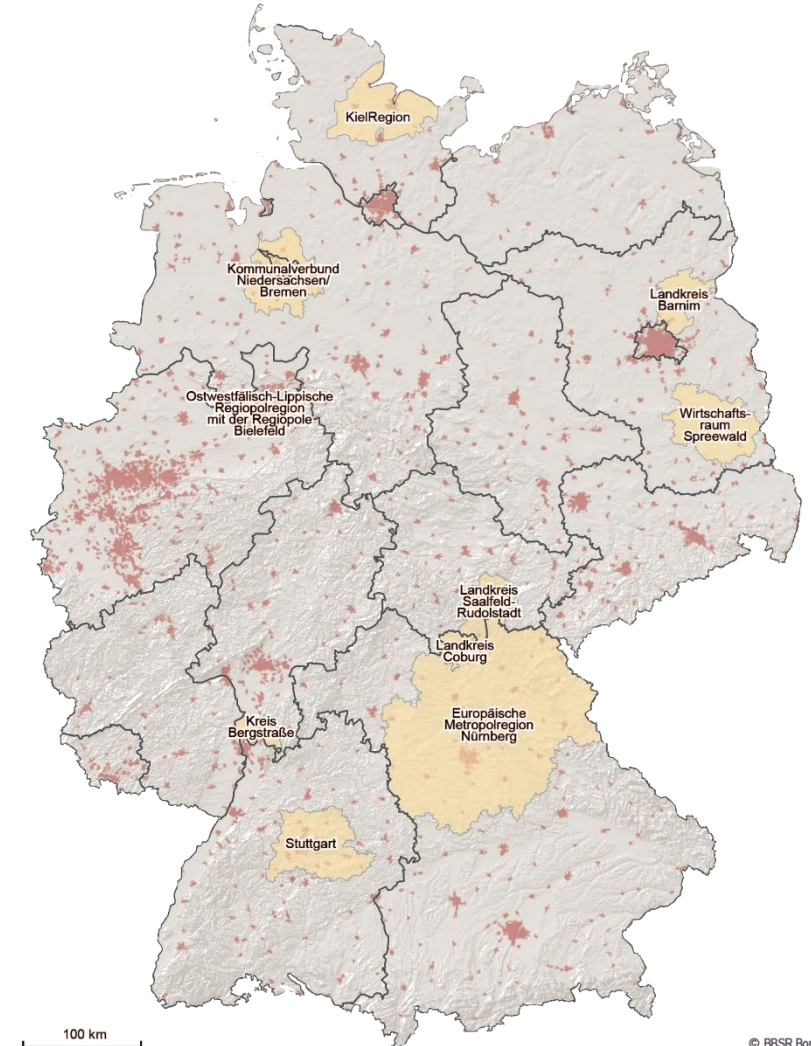 KielRegion
Kommunalverbund
Niedersachsen/
Bremen
Landkreis
Barnim
Ostwestfälisch-Lippische
Regiopolregion
mit der Regiopole
Bielefeld
Wirtschafts-
raum
Spreewald
Landkreis
Saalfeld-
Rudolstadt
Landkreis
Coburg
Europäische
Metropolregion
Nürnberg
Kreis
Bergstraße
Stuttgart
100 km
© BBSR